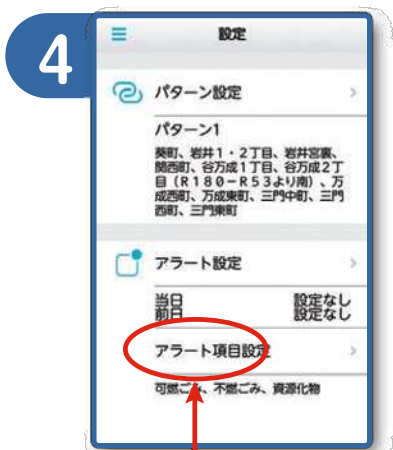 4
設定
パターン設定
パターン1
葵町、岩井1・2丁目、岩井宮裏、
関西町、谷万成1丁目、谷万成2丁
目（R180－R53より南）、万
成西町、万成東町、三門中町、三門
西町、三門東町
アラート設定
当日 設定なし
前日 設定なし
アラート項目設定
可燃ごみ、不燃ごみ、資源化物